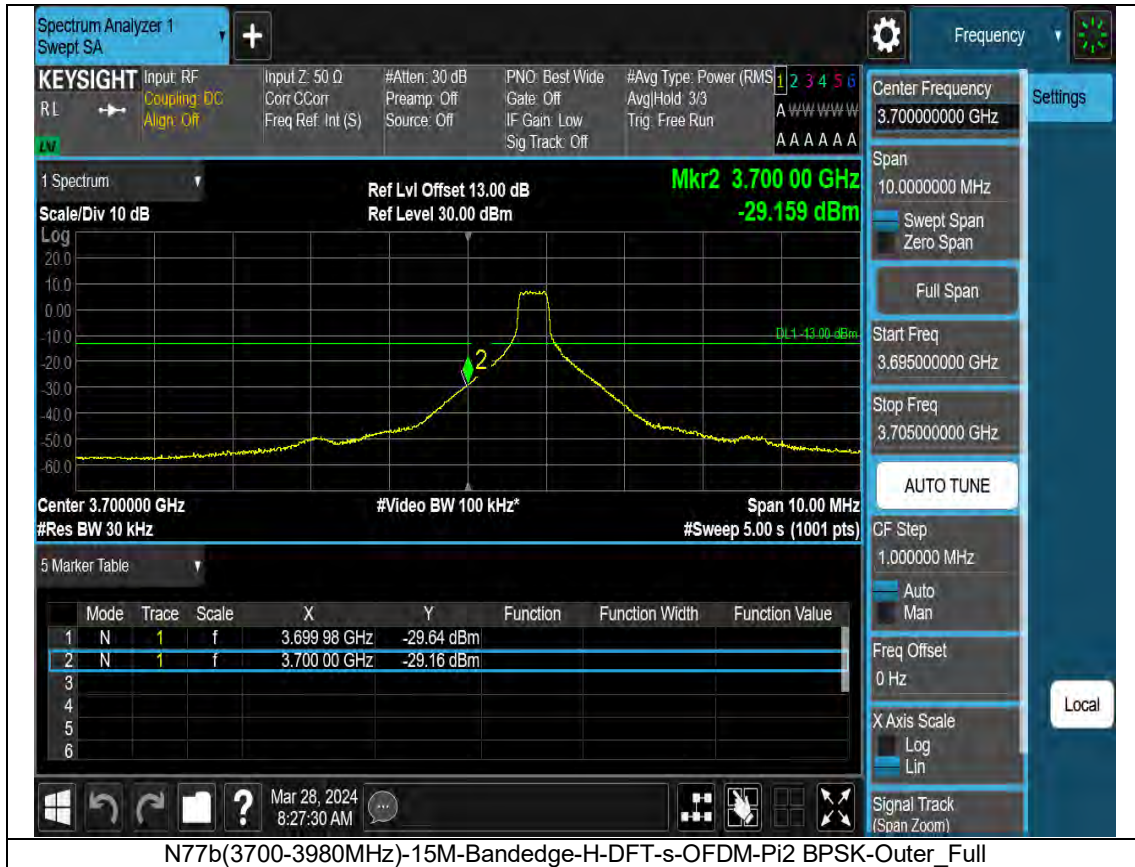 Spectrum Analyzer 1
Swept SA
Frequency
KEYSIGHT
RL
Input: RF
Coupling: DC
Align: Off
Input Z: 50 Ω
Corr CCorr
Freq Ref: Int (S)
#Atten: 30 dB
Preamp: Off
Source: Off
PNO: Best Wide
Gate: Off
IF Gain: Low
Sig Track: Off
#Avg Type: Power (RMS
Avg|Hold: 3/3
Trig: Free Run
1 2 3 4 5 6
A W W W W W
A A A A A A
1 Spectrum
Scale/Div 10 dB
Ref Lvl Offset 13.00 dB
Ref Level 30.00 dBm
Mkr2 3.700 00 GHz
-29.159 dBm
Log
20.0
10.0
0.00
-10.0
-20.0
-30.0
-40.0
-50.0
-60.0
DL1 -13.00 dBm
2
Center 3.700000 GHz
#Video BW 100 kHz*
Span 10.00 MHz
#Res BW 30 kHz
#Sweep 5.00 s (1001 pts)
5 Marker Table
Mode Trace Scale X Y Function Function Width Function Value
1 N 1 f 3.699 98 GHz -29.64 dBm
2 N 1 f 3.700 00 GHz -29.16 dBm
3
4
5
6
Mar 28, 2024
8:27:30 AM
Center Frequency
3.700000000 GHz
Settings
Span
10.0000000 MHz
Swept Span
Zero Span
Full Span
Start Freq
3.695000000 GHz
Stop Freq
3.705000000 GHz
AUTO TUNE
CF Step
1.000000 MHz
Auto
Man
Freq Offset
0 Hz
X Axis Scale
Log
Lin
Local
Signal Track
(Span Zoom)
N77b(3700-3980MHz)-15M-Bandedge-H-DFT-s-OFDM-Pi2 BPSK-Outer_Full